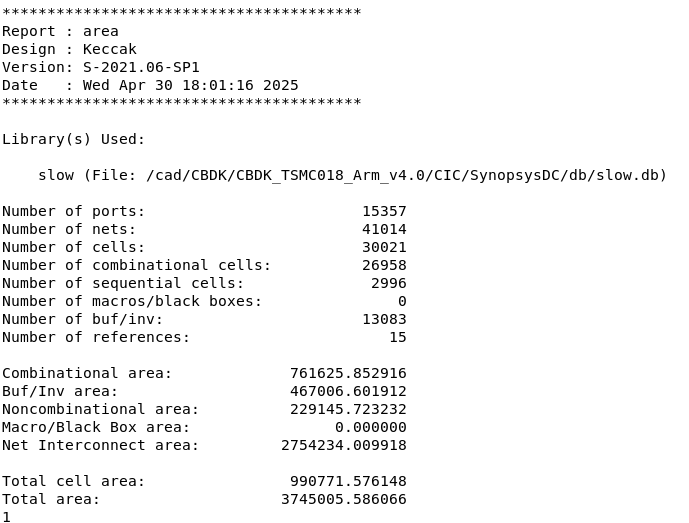 ****************************************
Report : area
Design : Keccak
Version: S-2021.06-SP1
Date   : Wed Apr 30 18:01:16 2025
****************************************

Library(s) Used:

    slow (File: /cad/CBDK/CBDK_TSMC018_Arm_v4.0/CIC/SynopsysDC/db/slow.db)

Number of ports:                        15357
Number of nets:                         41014
Number of cells:                        30021
Number of combinational cells:          26958
Number of sequential cells:              2996
Number of macros/black boxes:               0
Number of buf/inv:                      13083
Number of references:                      15

Combinational area:             761625.852916
Buf/Inv area:                   467006.601912
Noncombinational area:          229145.723232
Macro/Black Box area:                0.000000
Net Interconnect area:         2754234.009918

Total cell area:                990771.576148
Total area:                    3745005.586066
1